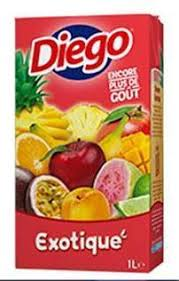 Diego
ENCORE
PLUS DE
GOÛT
Exotique
1L e